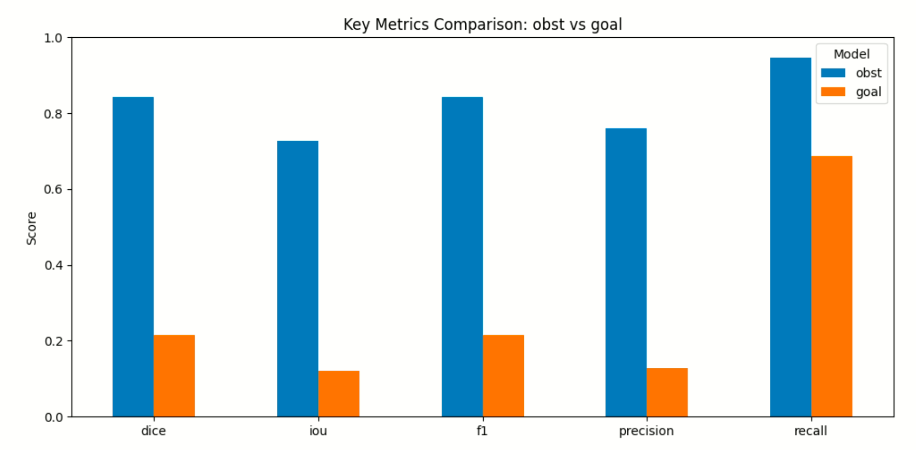 Key Metrics Comparison: obst vs goal
Model
obst
goal
Score
1.0
0.8
0.6
0.4
0.2
0.0
dice iou f1 precision recall